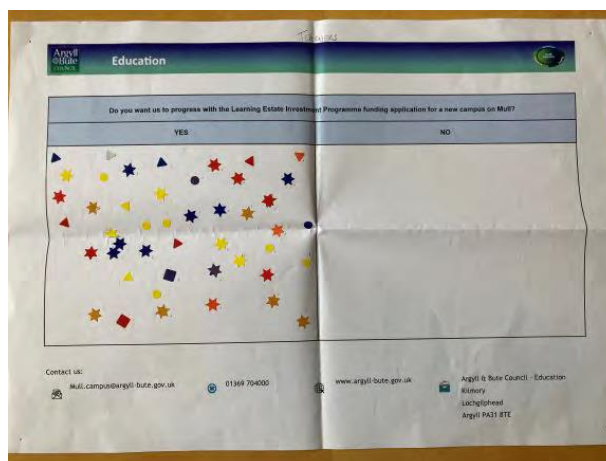 Argyll
& Bute
COUNCIL
Education
Do you want us to progress with the Learning Estate Investment Programme funding application for a new campus on Mull?
YES
NO
Contact us:
Mull.campus@argyll-bute.gov.uk
01369 704000
www.argyll-bute.gov.uk
Argyll & Bute Council - Education
Kilmory
Lochgilphead
Argyll PA31 8TE